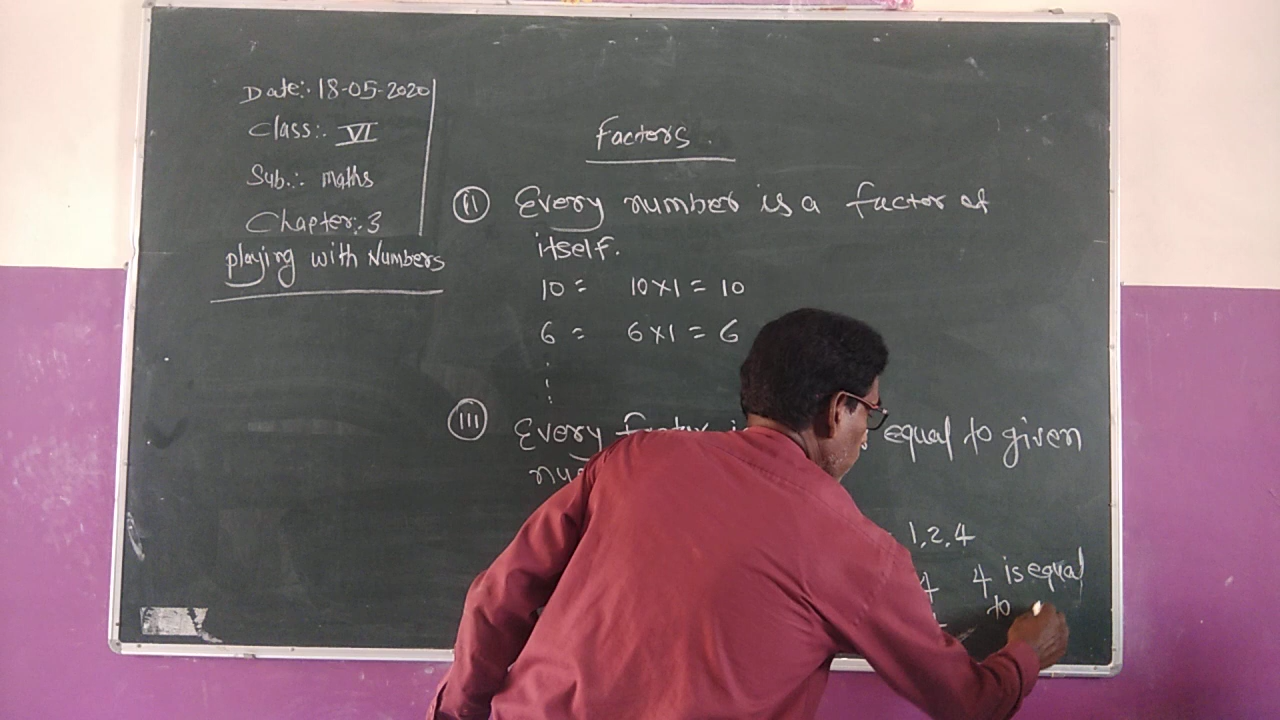 Date:- 18-05-2020
Class:- VI
Sub.:- maths
Chapter:-3
playing with Numbers
Factors.
(ii) Every number is a factor of
itself.
10 = 10×1 = 10
6 = 6×1 = 6
(iii) Every equal to given
1,2,4
4 4 is equal
to